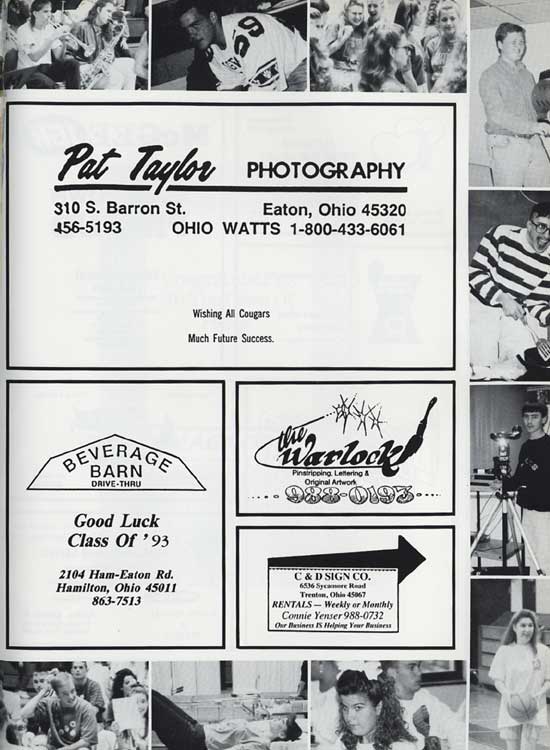 Pat Taylor PHOTOGRAPHY
310 S. Barron St. Eaton, Ohio 45320
456-5193 OHIO WATTS 1-800-433-6061
Wishing All Cougars
Much Future Success.
BEVERAGE
BARN
DRIVE-THRU
Good Luck
Class Of '93
2104 Ham-Eaton Rd.
Hamilton, Ohio 45011
863-7513
the
Warlock
Pinstripping, Lettering &
Original Artwork
988-0193
C & D SIGN CO.
6536 Sycamore Road
Trenton, Ohio 45067
RENTALS — Weekly or Monthly
Connie Yenser 988-0732
Our Business IS Helping Your Business